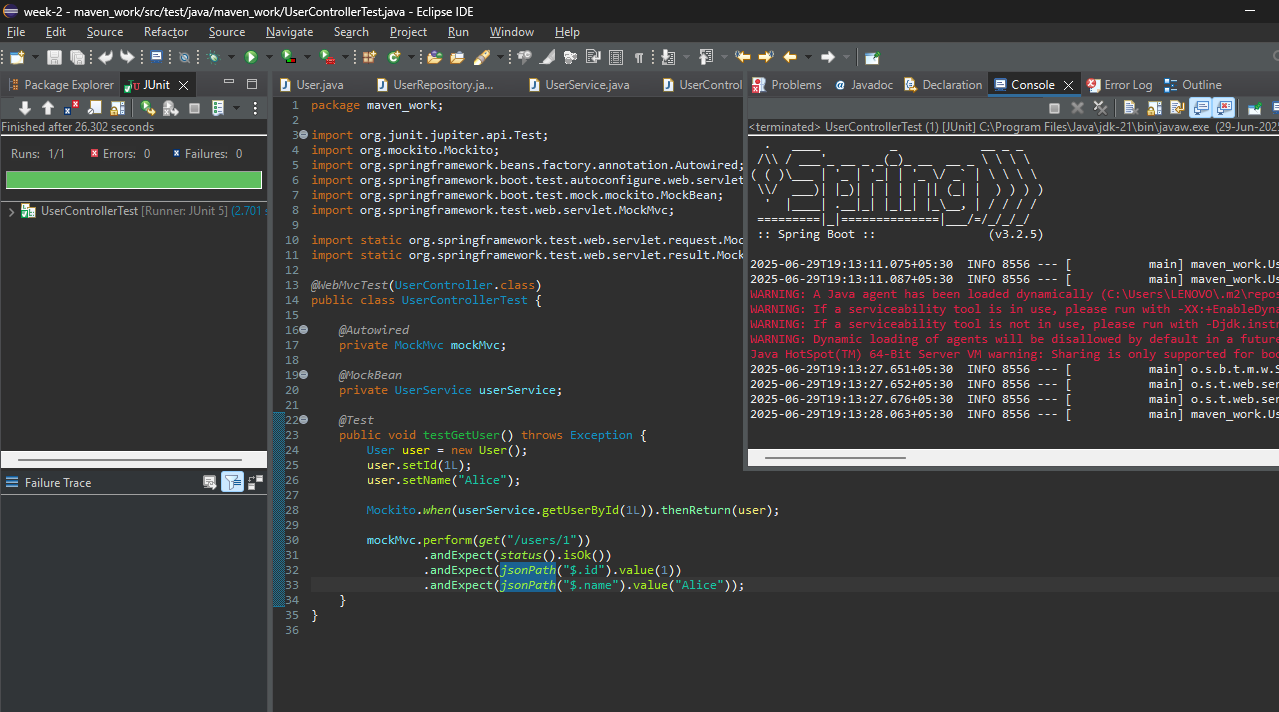 week-2 - maven_work/src/test/java/maven_work/UserControllerTest.java - Eclipse IDE
File Edit Source Refactor Source Navigate Search Project Run Window Help
Package Explorer JUnit
Finished after 26.302 seconds
Runs: 1/1 Errors: 0 Failures: 0
UserControllerTest [Runner: JUnit 5] (2.701 s
Failure Trace
User.java UserRepository.ja... UserService.java UserControl
1 package maven_work;
2
3 import org.junit.jupiter.api.Test;
4 import org.mockito.Mockito;
5 import org.springframework.beans.factory.annotation.Autowired;
6 import org.springframework.boot.test.autoconfigure.web.servlet
7 import org.springframework.boot.test.mock.mockito.MockBean;
8 import org.springframework.test.web.servlet.MockMvc;
9
10 import static org.springframework.test.web.servlet.request.Moc
11 import static org.springframework.test.web.servlet.result.Mock
12
13 @WebMvcTest(UserController.class)
14 public class UserControllerTest {
15
16 @Autowired
17 private MockMvc mockMvc;
18
19 @MockBean
20 private UserService userService;
21
22 @Test
23 public void testGetUser() throws Exception {
24 User user = new User();
25 user.setId(1L);
26 user.setName("Alice");
27
28 Mockito.when(userService.getUserById(1L)).thenReturn(user);
29
30 mockMvc.perform(get("/users/1"))
31 .andExpect(status().isOk())
32 .andExpect(jsonPath("$.id").value(1))
33 .andExpect(jsonPath("$.name").value("Alice"));
34 }
35 }
36
Problems Javadoc Declaration Console Error Log Outline
<terminated> UserControllerTest (1) [JUnit] C:\Program Files\Java\jdk-21\bin\javaw.exe (29-Jun-2025
:: Spring Boot :: (v3.2.5)
2025-06-29T19:13:11.075+05:30 INFO 8556 --- [ main] maven_work.Us
2025-06-29T19:13:11.087+05:30 INFO 8556 --- [ main] maven_work.Us
WARNING: A Java agent has been loaded dynamically (C:\Users\LENOVO\.m2\repos
WARNING: If a serviceability tool is in use, please run with -XX:+EnableDyna
WARNING: If a serviceability tool is not in use, please run with -Djdk.instr
WARNING: Dynamic loading of agents will be disallowed by default in a future
Java HotSpot(TM) 64-Bit Server VM warning: Sharing is only supported for boo
2025-06-29T19:13:27.651+05:30 INFO 8556 --- [ main] o.s.b.t.m.w.S
2025-06-29T19:13:27.652+05:30 INFO 8556 --- [ main] o.s.t.web.ser
2025-06-29T19:13:27.676+05:30 INFO 8556 --- [ main] o.s.t.web.ser
2025-06-29T19:13:28.063+05:30 INFO 8556 --- [ main] maven_work.Us